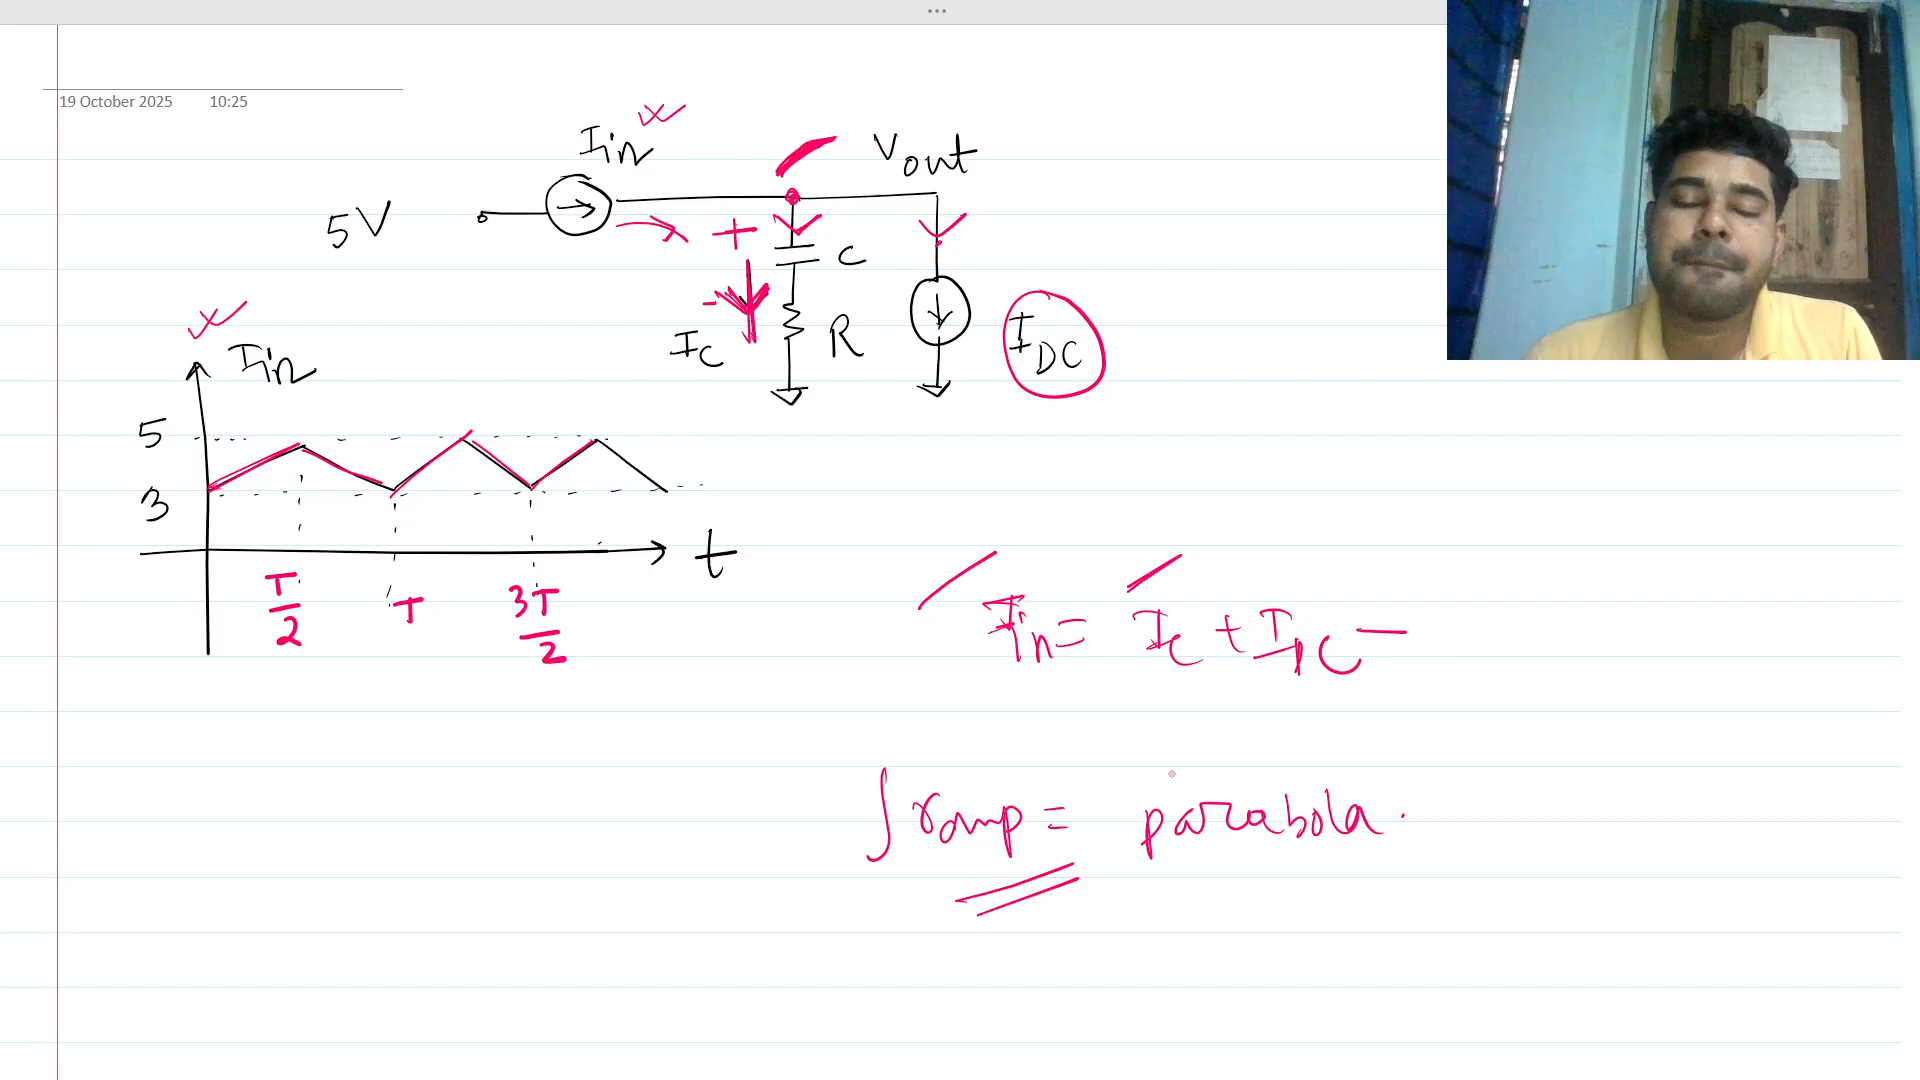 19 October 2025 10:25
Iin
Vout
5V
+
C
-
IC
R
IDC
Iin
5
3
t
T/2
T
3T/2
Iin = IC + IDC
∫ramp = parabola.